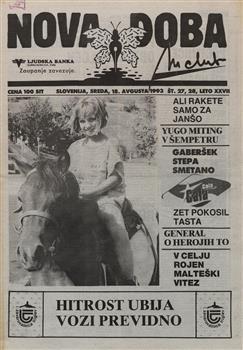 NOVA DOBA
LJUDSKA BANKA
Zaupanje zavezuje.
CENA 100 SIT
SLOVENIJA, SREDA, 18. AVGUSTA 1993
ŠT. 27, 28, LETO XXVII
ALI RAKETE
SAMO ZA
JANŠO
YUGO MITING
V ŠEMPETRU
GABERŠEK
STEPA
SMETANO
ZET POKOSIL
TASTA
GENERAL
O HEROJIH TO
V CELJU
ROJEN
MALTEŠKI
VITEZ
HITROST UBIJA
VOZI PREVIDNO